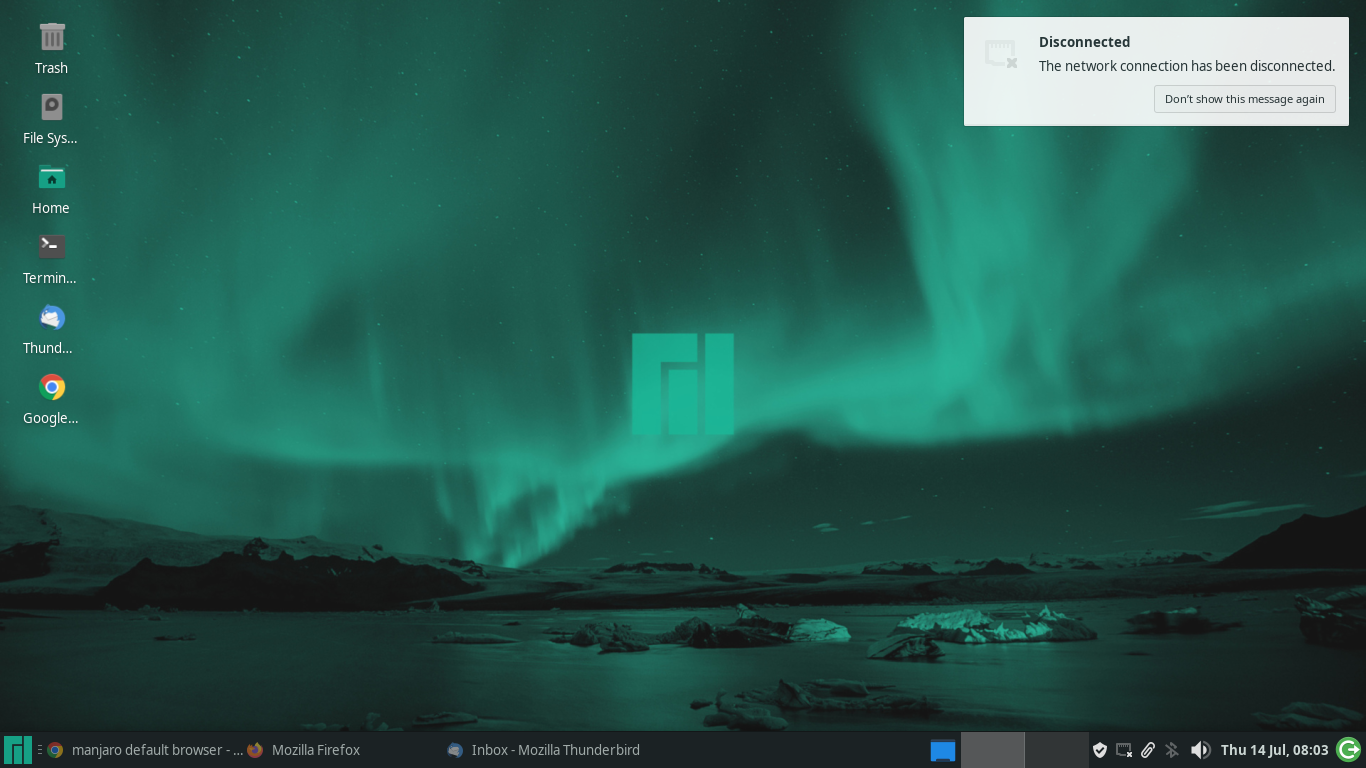 Trash
File Sys...
Home
Termin...
Thund...
Google...
Disconnected
The network connection has been disconnected.
Don't show this message again
manjaro default browser - ...
Mozilla Firefox
Inbox - Mozilla Thunderbird
Thu 14 Jul, 08:03